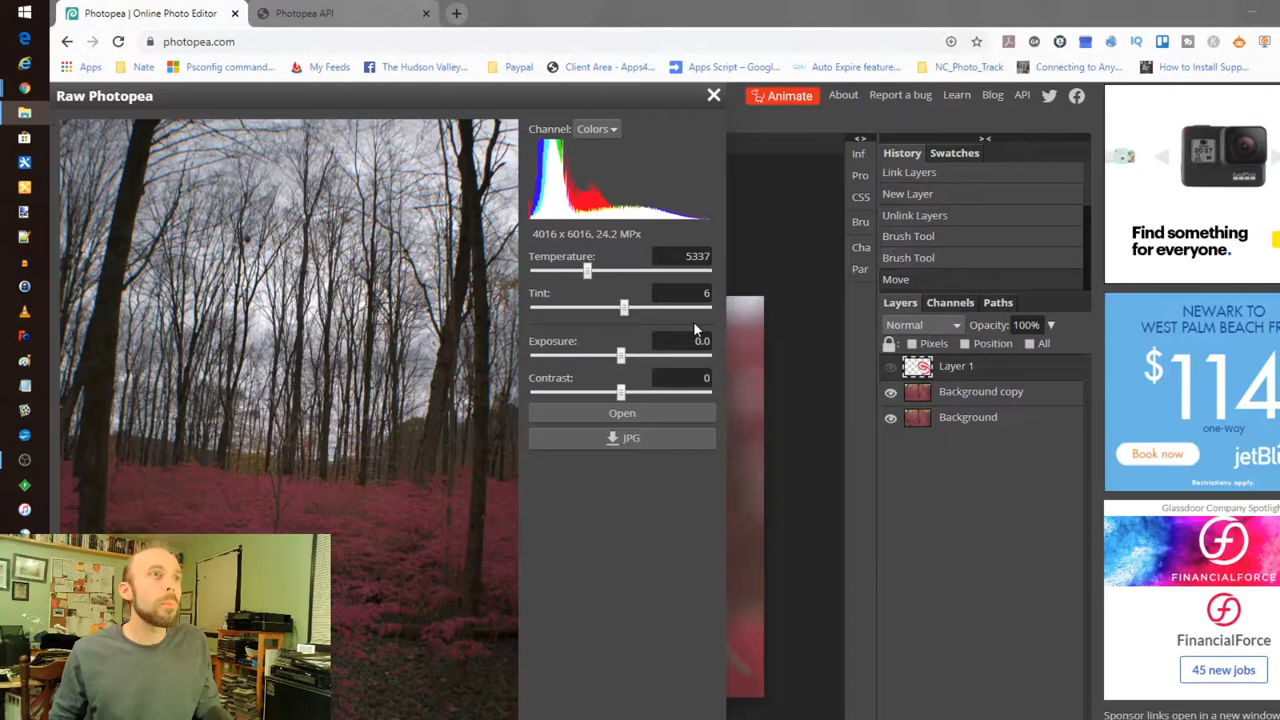 Photopea | Online Photo Editor
Photopea API
photopea.com
Apps
Nate
Psconfig command...
My Feeds
The Hudson Valley...
Paypal
Client Area - Apps4...
Apps Script – Googl...
Auto Expire feature...
NC_Photo_Track
Connecting to Any...
How to Install Supp...
Raw Photopea
Animate
About
Report a bug
Learn
Blog
API
Channel: Colors
4016 x 6016, 24.2 MPx
Temperature: 5337
Tint: 6
Exposure: 0.0
Contrast: 0
Open
JPG
< >
Inf
Pro
CSS
Bru
Cha
Par
> <
History
Swatches
Link Layers
New Layer
Unlink Layers
Brush Tool
Brush Tool
Move
Layers
Channels
Paths
Normal
Opacity: 100%
Pixels
Position
All
Layer 1
Background copy
Background
Find something
for everyone.
NEWARK TO
WEST PALM BEACH FR
$114
one-way
Book now
jetBlu
Restrictions apply.
Glassdoor Company Spotlig
FINANCIALFORCE
FinancialForce
45 new jobs
Sponsor links open in a new window